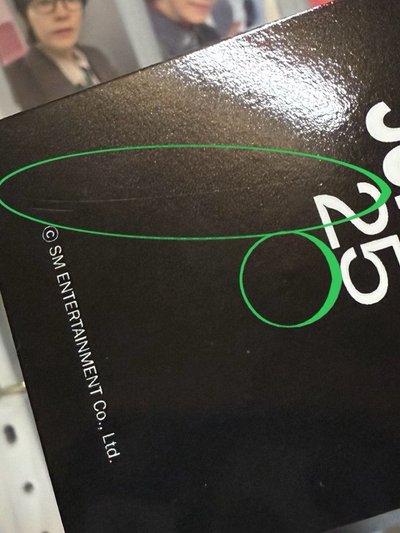 25
© SM ENTERTAINMENT Co., Ltd.